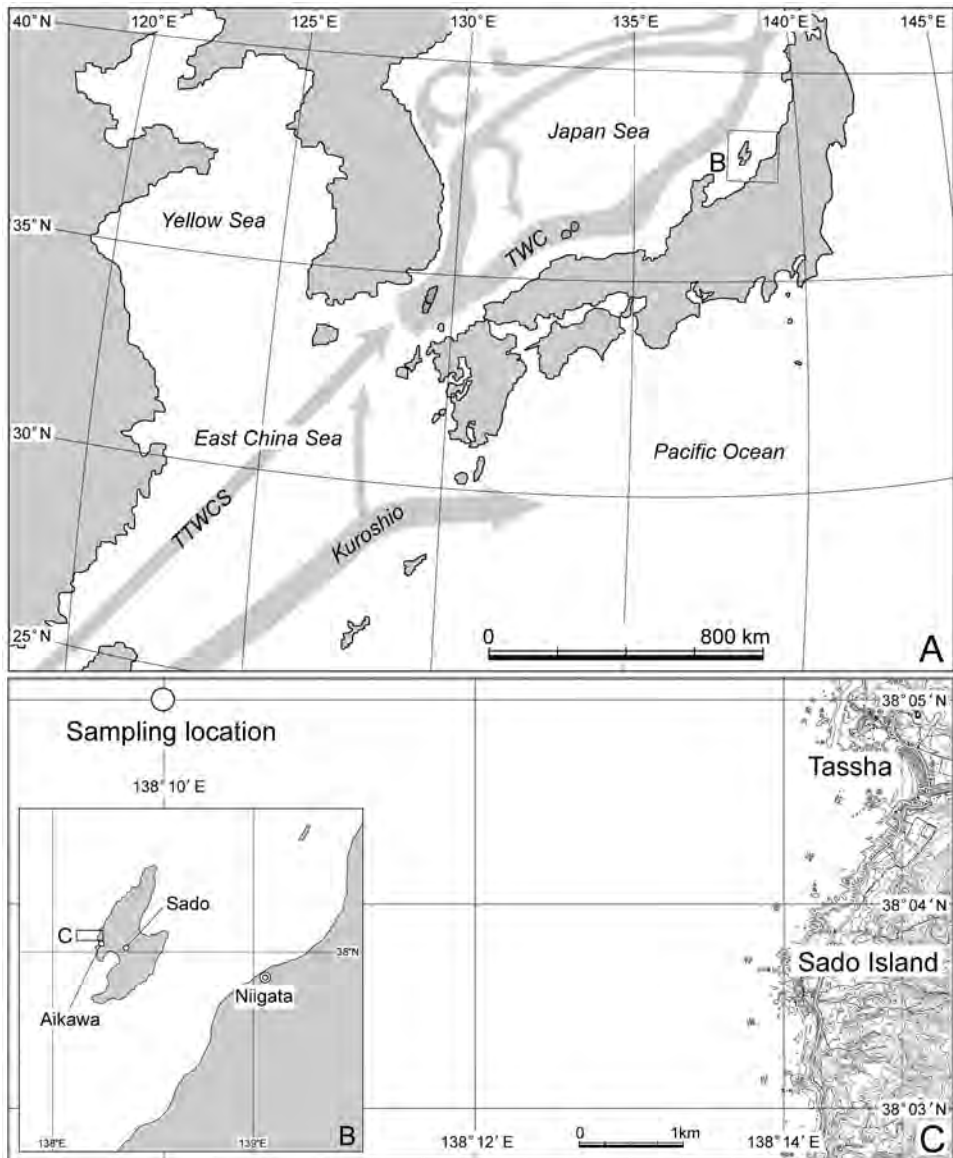 40°N
120°E
125°E
130°E
135°E
140°E
145°E
Japan Sea
B
Yellow Sea
35°N
TWC
30°N
East China Sea
Pacific Ocean
TTWCS
Kuroshio
25°N
0 800 km
A
Sampling location
138°10′E
38°05′N
Tassha
Sado
C
38°N
38°04′N
Sado Island
Niigata
Aikawa
138°E
139°E
B
38°03′N
138°12′E
0 1km
138°14′
C